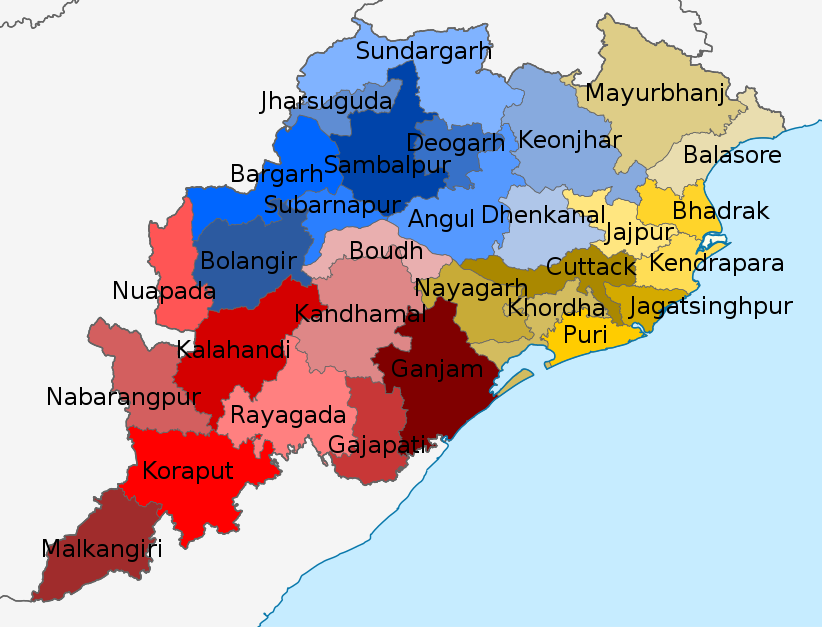 Sundargarh
Mayurbhanj
Jharsuguda
Keonjhar
Deogarh
Balasore
Sambalpur
Bargarh
Subarnapur
Angul
Dhenkanal
Bhadrak
Jajpur
Boudh
Bolangir
Cuttack
Kendrapara
Nuapada
Nayagarh
Khordha
Jagatsinghpur
Kandhamal
Puri
Kalahandi
Ganjam
Nabarangpur
Rayagada
Gajapati
Koraput
Malkangiri